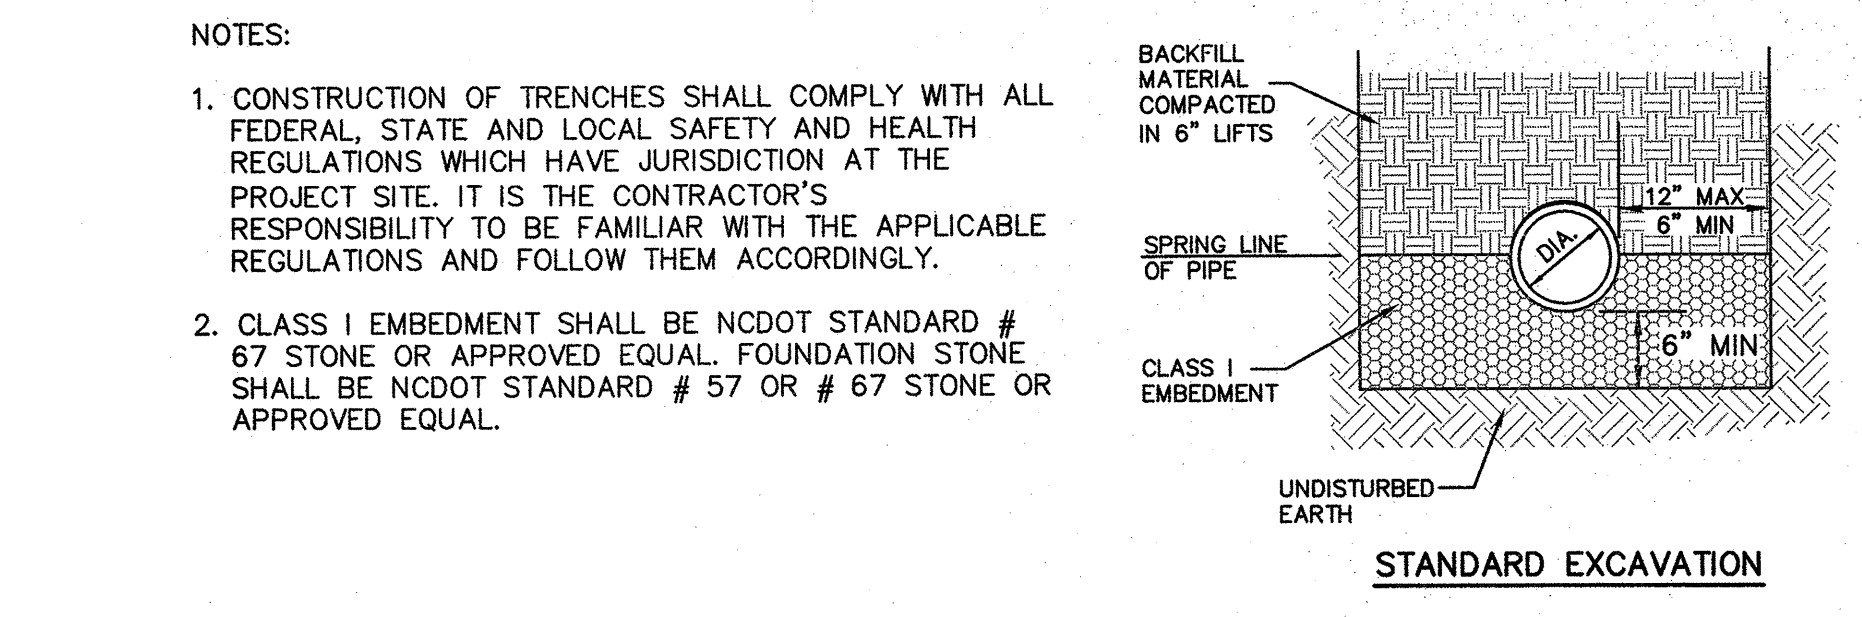 NOTES:
1. CONSTRUCTION OF TRENCHES SHALL COMPLY WITH ALL
FEDERAL, STATE AND LOCAL SAFETY AND HEALTH
REGULATIONS WHICH HAVE JURISDICTION AT THE
PROJECT SITE. IT IS THE CONTRACTOR'S
RESPONSIBILITY TO BE FAMILIAR WITH THE APPLICABLE
REGULATIONS AND FOLLOW THEM ACCORDINGLY.
2. CLASS I EMBEDMENT SHALL BE NCDOT STANDARD #
67 STONE OR APPROVED EQUAL. FOUNDATION STONE
SHALL BE NCDOT STANDARD # 57 OR # 67 STONE OR
APPROVED EQUAL.
BACKFILL
MATERIAL
COMPACTED
IN 6" LIFTS
12" MAX
6" MIN
SPRING LINE
OF PIPE
DIA.
6" MIN
CLASS I
EMBEDMENT
UNDISTURBED
EARTH
STANDARD EXCAVATION